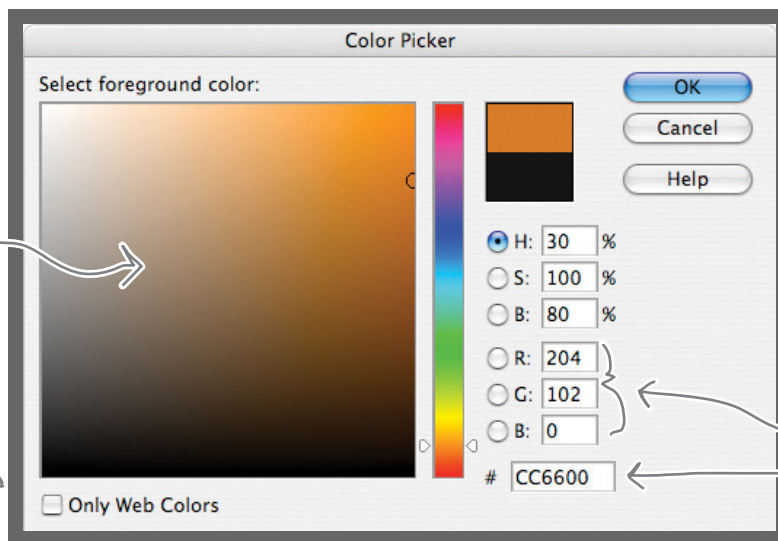 Color Picker
Select foreground color:
OK
Cancel
Help
H: 30 %
S: 100 %
B: 80 %
R: 204
G: 102
B: 0
# CC6600
Only Web Colors